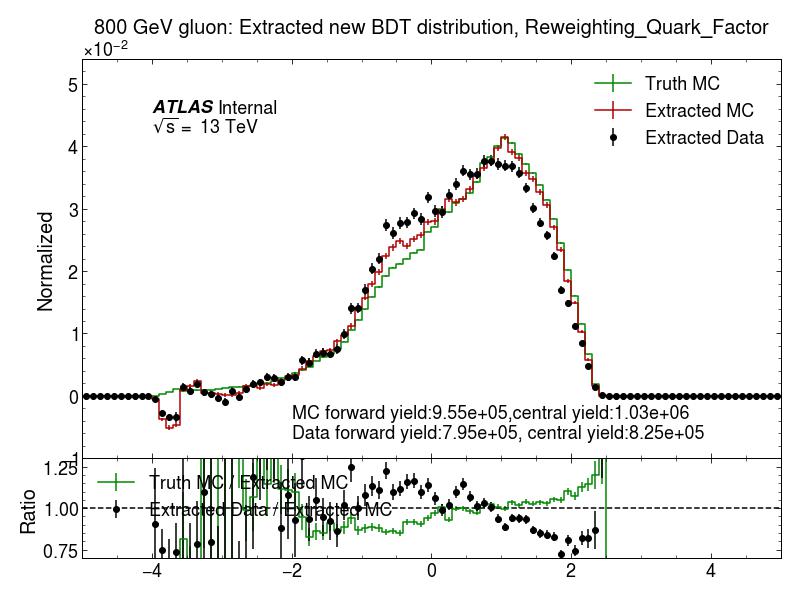 800 GeV gluon: Extracted new BDT distribution, Reweighting_Quark_Factor
×10⁻²
ATLAS Internal
√s = 13 TeV
Truth MC
Extracted MC
Extracted Data
Normalized
5
4
3
2
1
0
MC forward yield:9.55e+05,central yield:1.03e+06
Data forward yield:7.95e+05, central yield:8.25e+05
Ratio
1.25
1.00
0.75
Truth MC / Extracted MC
Extracted Data / Extracted MC
−4
−2
0
2
4